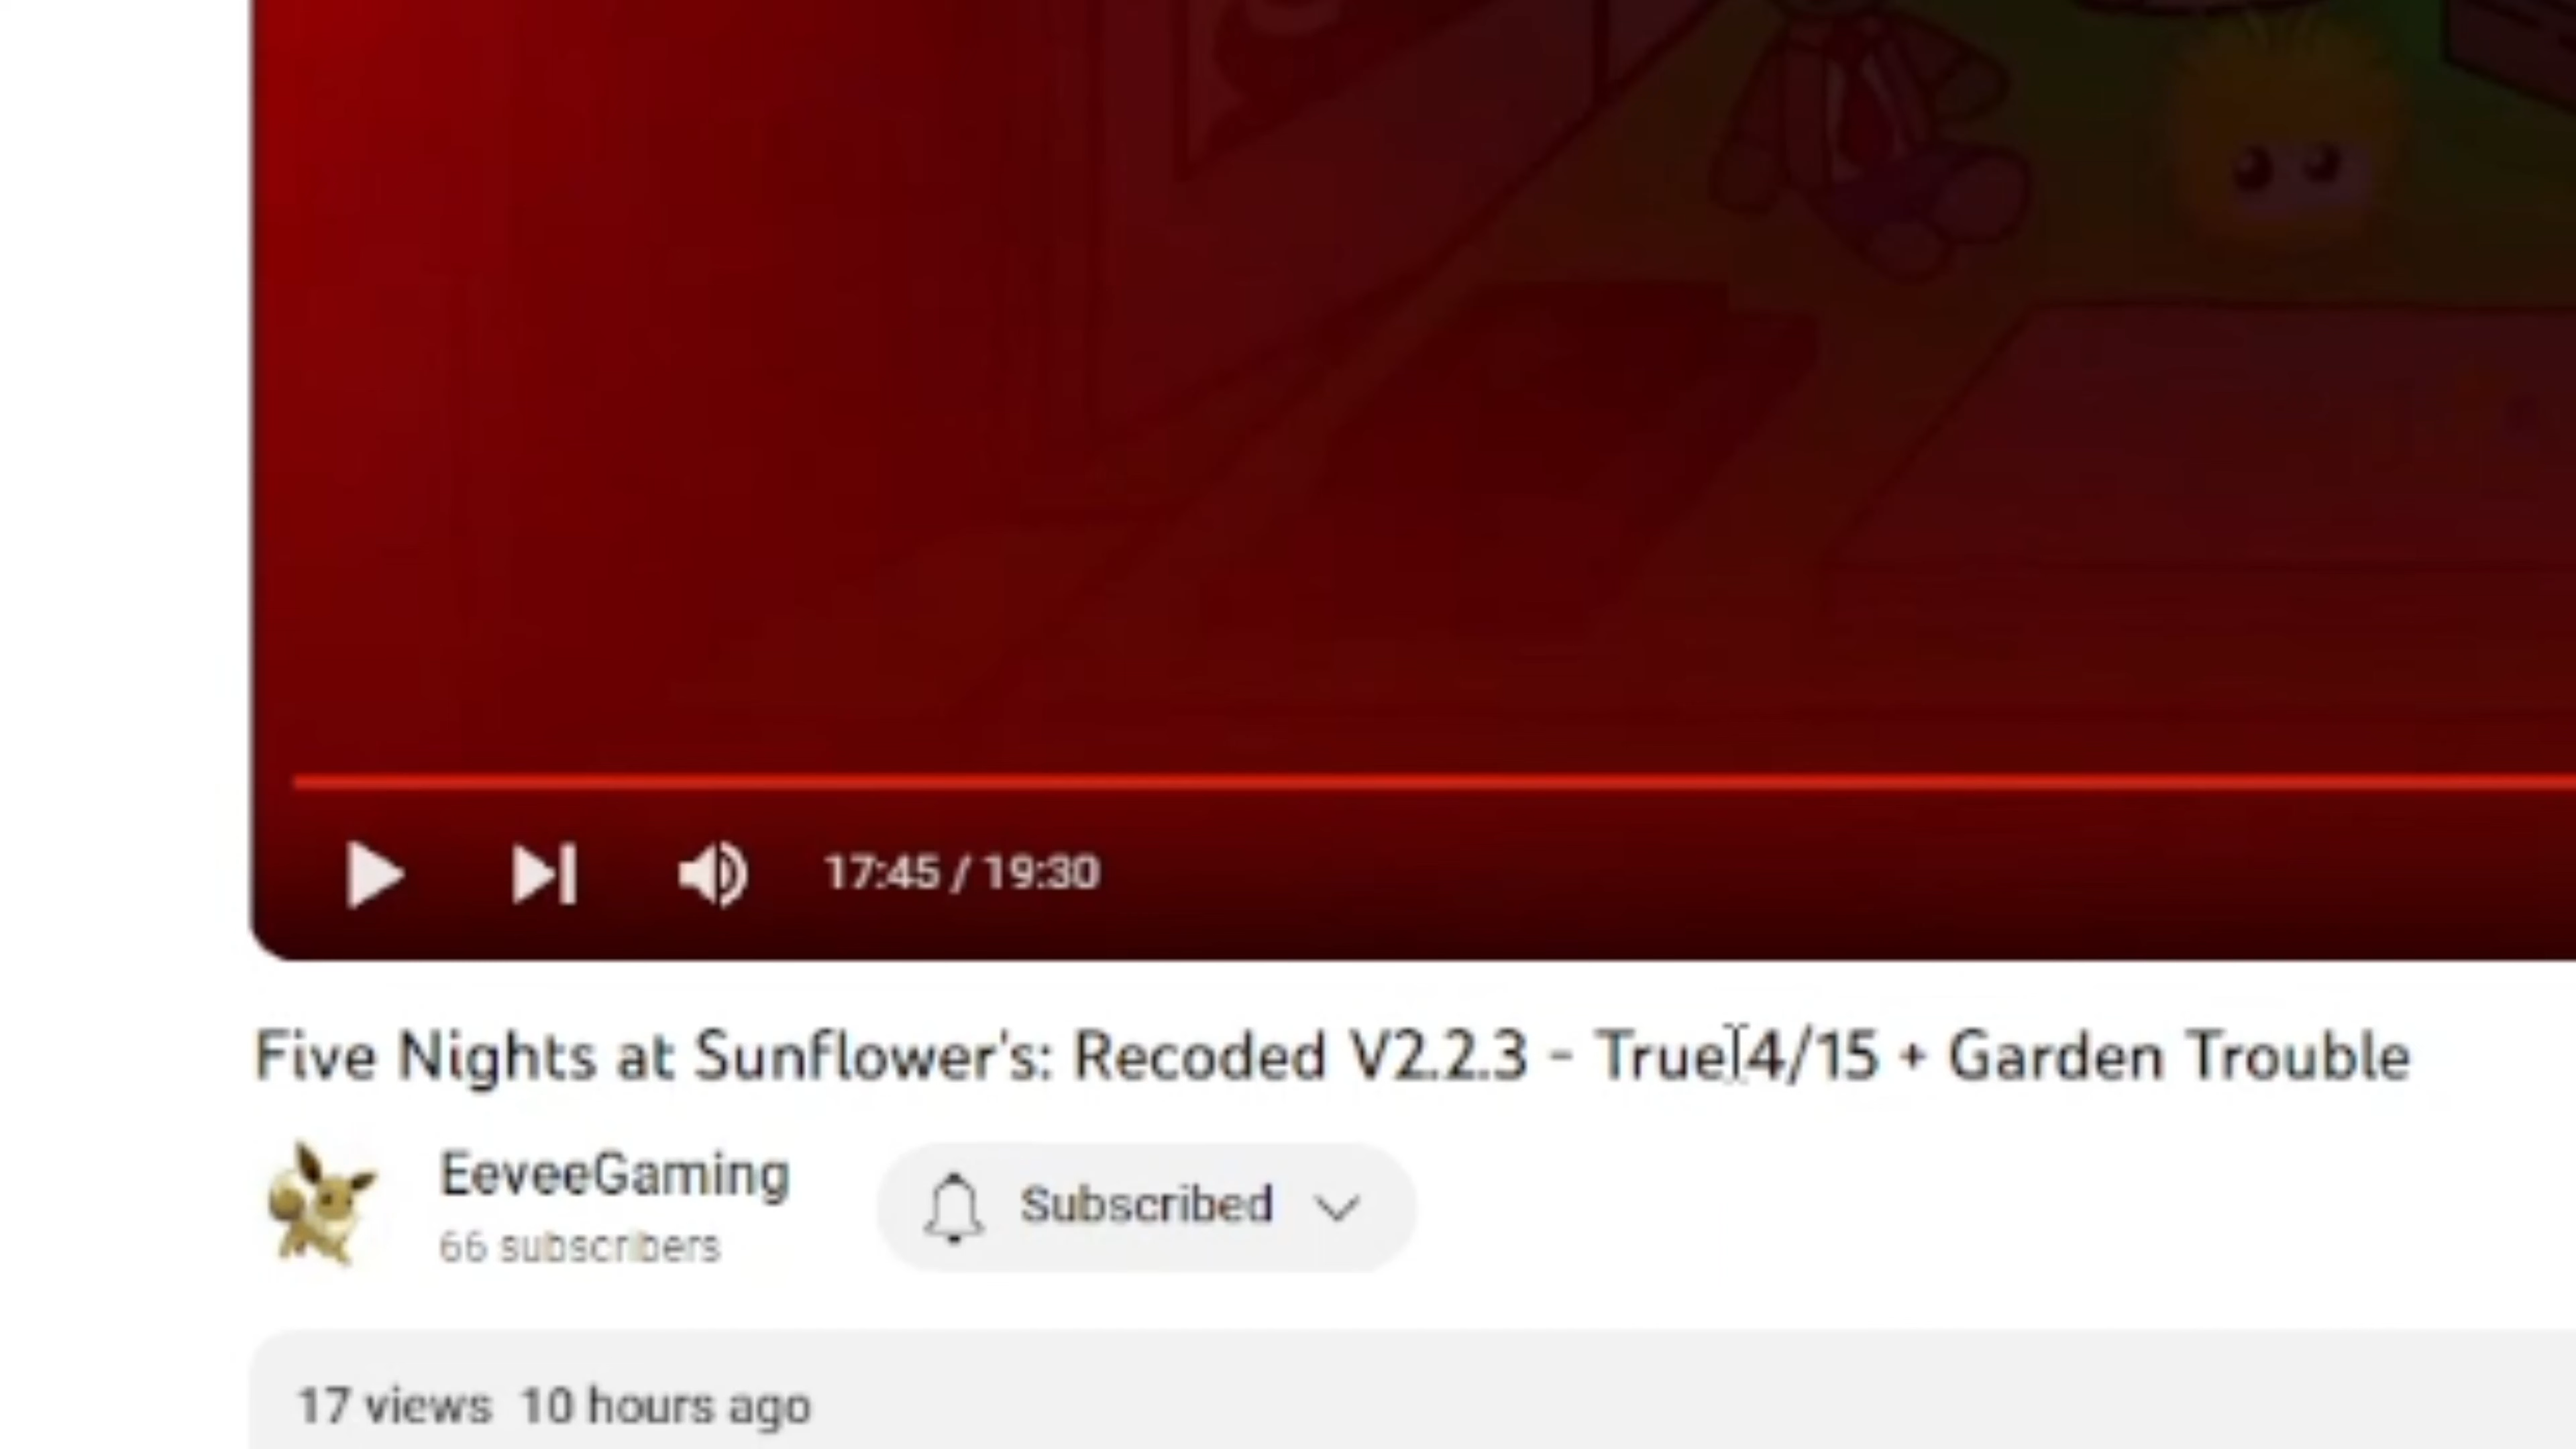 17:45 / 19:30
Five Nights at Sunflower's: Recoded V2.2.3 - True 4/15 + Garden Trouble
EeveeGaming
Subscribed
66 subscribers
17 views 10 hours ago